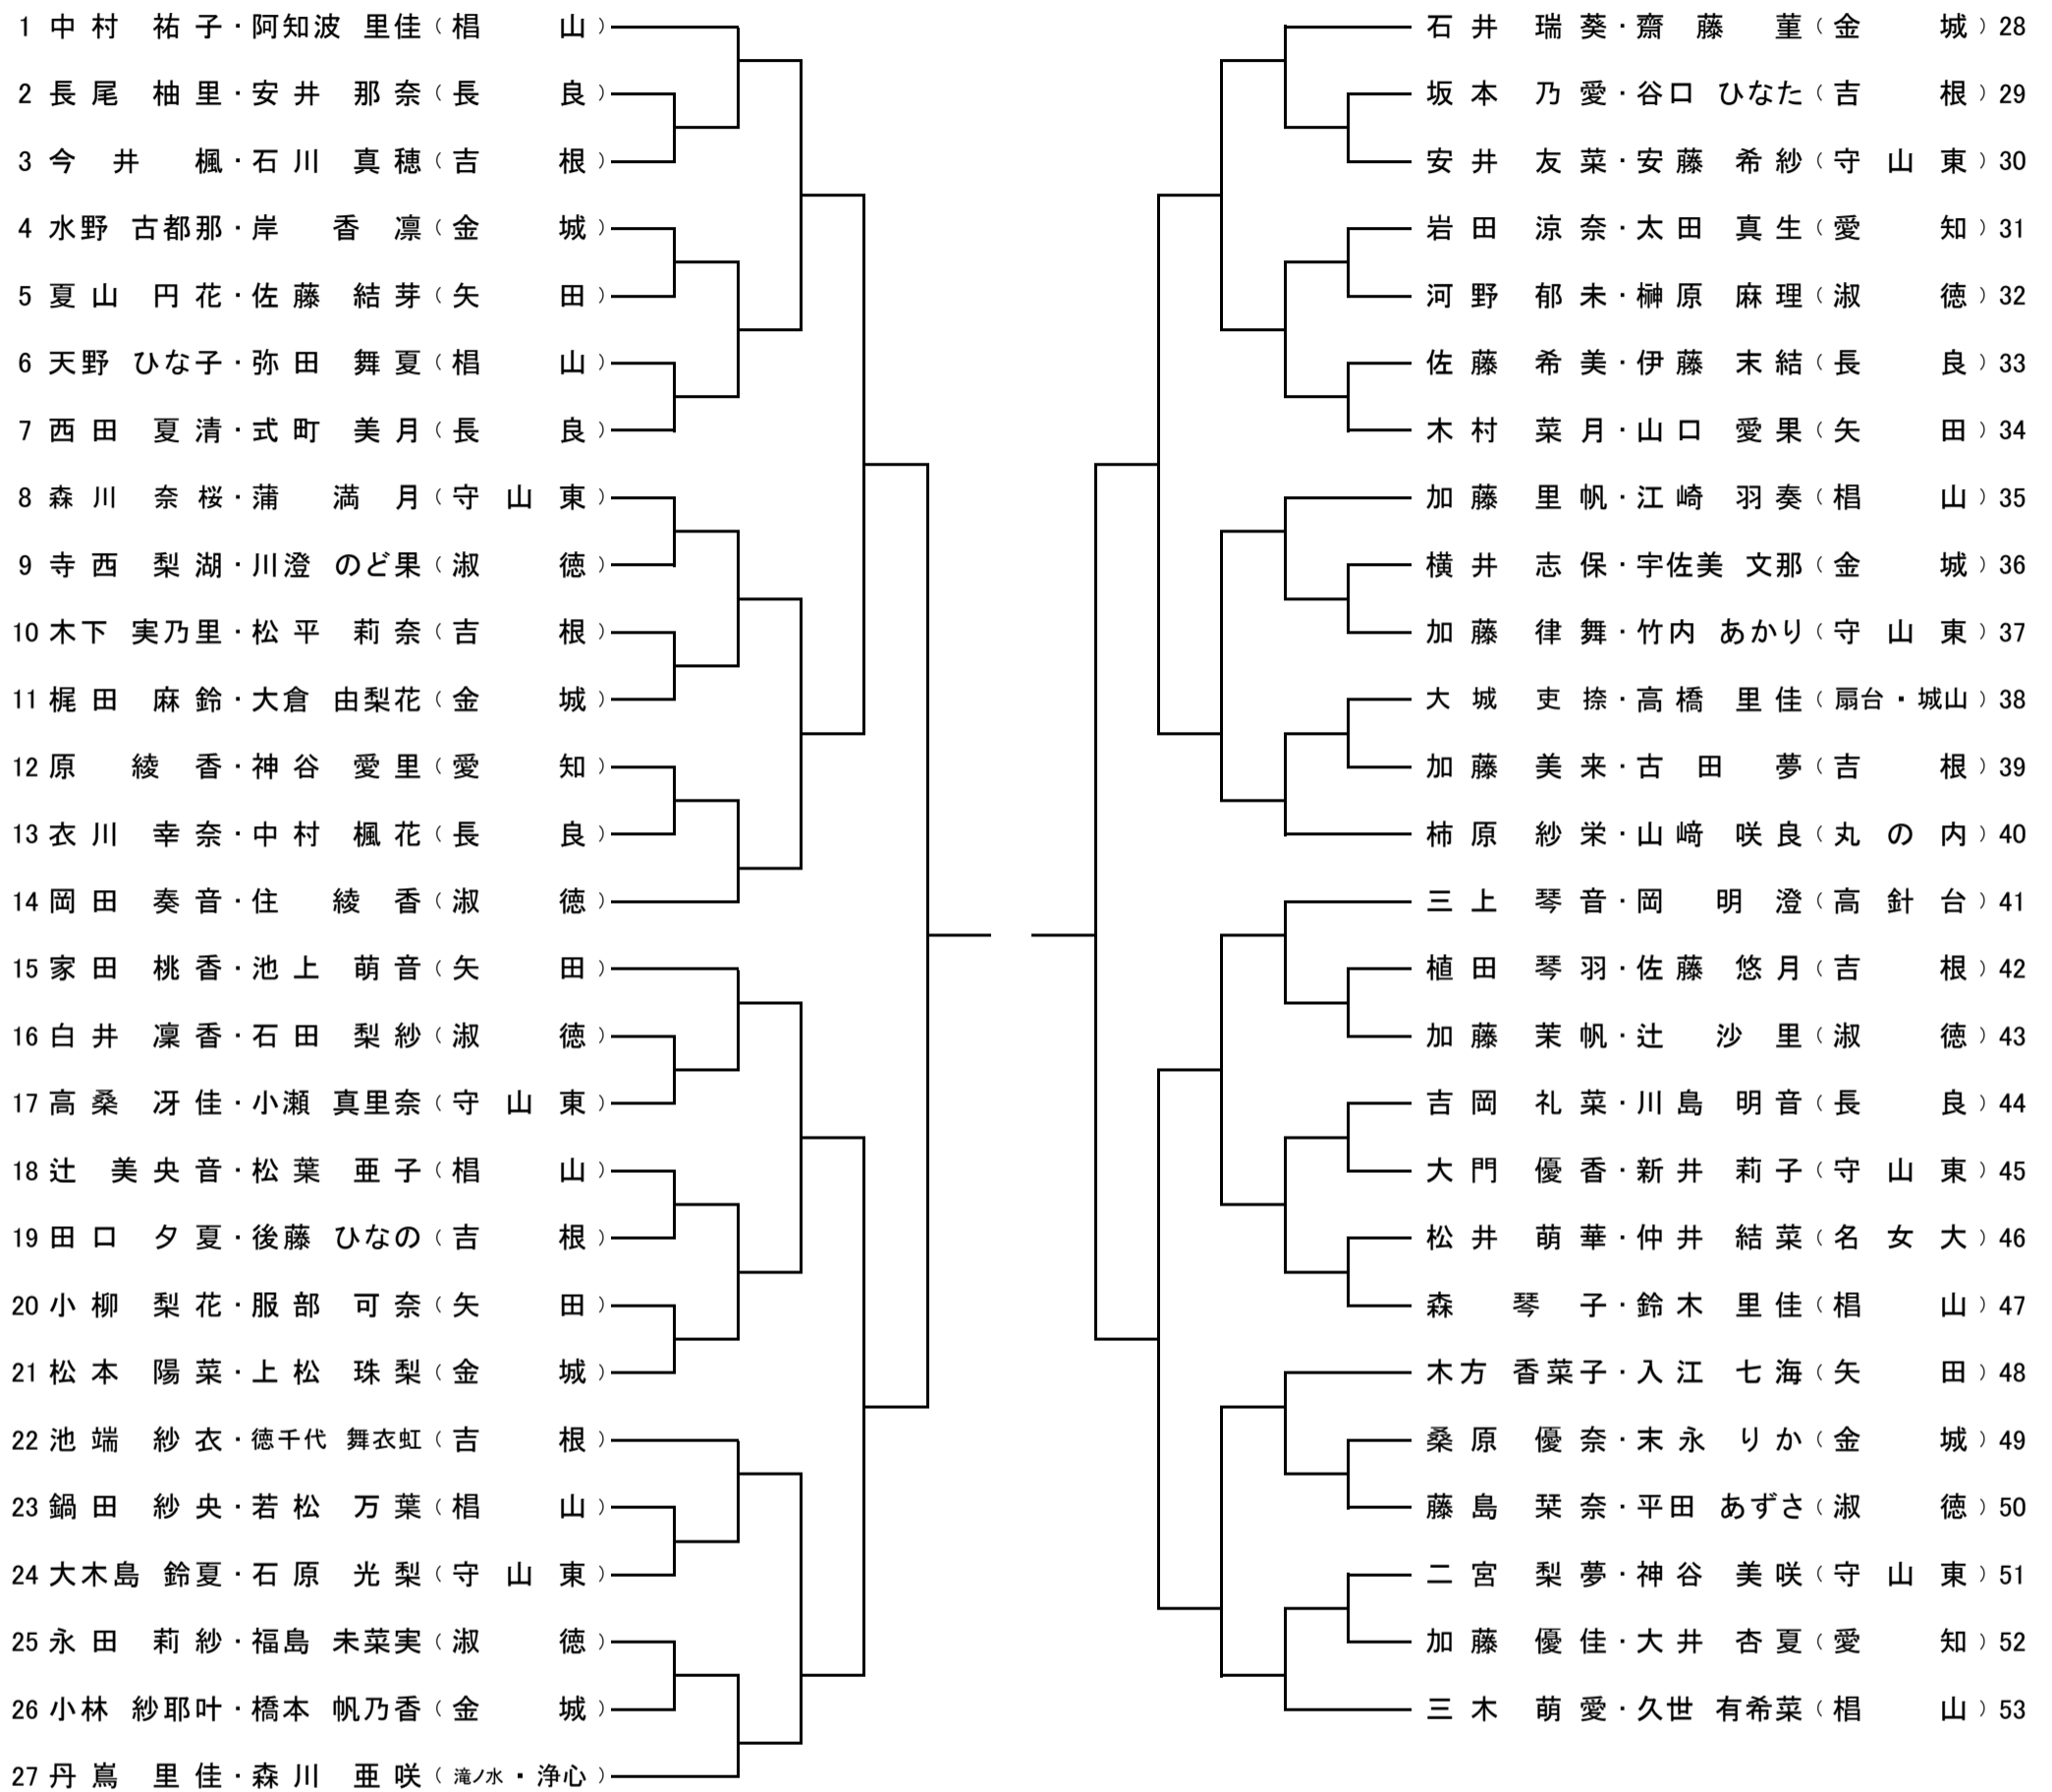 1 中村 祐子・阿知波 里佳（椙山）
2 長尾 柚里・安井 那奈（長良）
3 今井 楓・石川 真穂（吉根）
4 水野 古都那・岸 香凛（金城）
5 夏山 円花・佐藤 結芽（矢田）
6 天野 ひな子・弥田 舞夏（椙山）
7 西田 夏清・式町 美月（長良）
8 森川 奈桜・蒲 満月（守山東）
9 寺西 梨湖・川澄 のど果（淑徳）
10 木下 実乃里・松平 莉奈（吉根）
11 梶田 麻鈴・大倉 由梨花（金城）
12 原 綾香・神谷 愛里（愛知）
13 衣川 幸奈・中村 楓花（長良）
14 岡田 奏音・住 綾香（淑徳）
15 家田 桃香・池上 萌音（矢田）
16 白井 凜香・石田 梨紗（淑徳）
17 高桑 冴佳・小瀬 真里奈（守山東）
18 辻 美央音・松葉 亜子（椙山）
19 田口 夕夏・後藤 ひなの（吉根）
20 小柳 梨花・服部 可奈（矢田）
21 松本 陽菜・上松 珠梨（金城）
22 池端 紗衣・徳千代 舞衣虹（吉根）
23 鍋田 紗央・若松 万葉（椙山）
24 大木島 鈴夏・石原 光梨（守山東）
25 永田 莉紗・福島 未菜実（淑徳）
26 小林 紗耶叶・橋本 帆乃香（金城）
27 丹嶌 里佳・森川 亜咲（滝ノ水・浄心）
石井 瑞葵・齋藤 菫（金城）28
坂本 乃愛・谷口 ひなた（吉根）29
安井 友菜・安藤 希紗（守山東）30
岩田 涼奈・太田 真生（愛知）31
河野 郁未・榊原 麻理（淑徳）32
佐藤 希美・伊藤 末結（長良）33
木村 菜月・山口 愛果（矢田）34
加藤 里帆・江崎 羽奏（椙山）35
横井 志保・宇佐美 文那（金城）36
加藤 律舞・竹内 あかり（守山東）37
大城 吏捺・高橋 里佳（扇台・城山）38
加藤 美来・古田 夢（吉根）39
柿原 紗栄・山﨑 咲良（丸の内）40
三上 琴音・岡 明澄（高針台）41
植田 琴羽・佐藤 悠月（吉根）42
加藤 茉帆・辻 沙里（淑徳）43
吉岡 礼菜・川島 明音（長良）44
大門 優香・新井 莉子（守山東）45
松井 萌華・仲井 結菜（名女大）46
森 琴子・鈴木 里佳（椙山）47
木方 香菜子・入江 七海（矢田）48
桑原 優奈・末永 りか（金城）49
藤島 栞奈・平田 あずさ（淑徳）50
二宮 梨夢・神谷 美咲（守山東）51
加藤 優佳・大井 杏夏（愛知）52
三木 萌愛・久世 有希菜（椙山）53